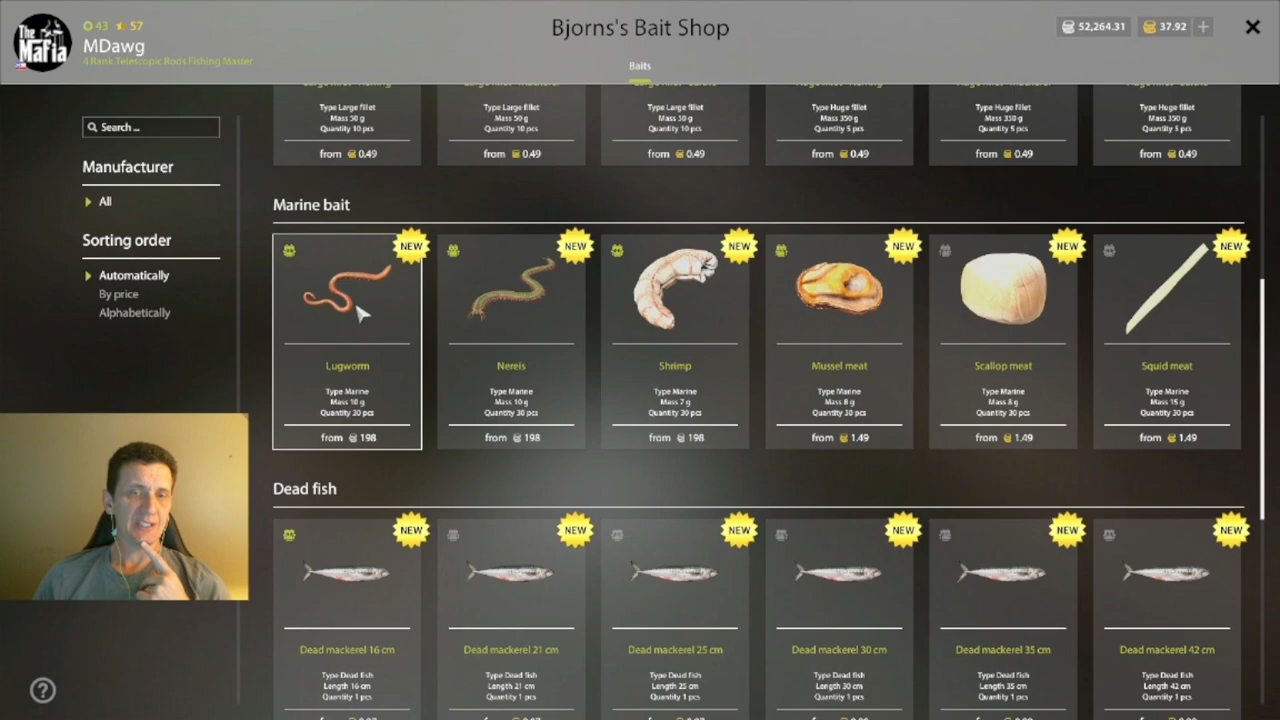 The Mafia
43 57
MDawg
4 Rank Telescopic Rods Fishing Master
Bjorns's Bait Shop
52,264.31 37.92 +
Baits
Search ...
Manufacturer
All
Sorting order
Automatically
By price
Alphabetically
Type Large fillet
Mass 50 g
Quantity 10 pcs
from 0.49
Type Large fillet
Mass 50 g
Quantity 10 pcs
from 0.49
Type Large fillet
Mass 50 g
Quantity 10 pcs
from 0.49
Type Huge fillet
Mass 350 g
Quantity 5 pcs
from 0.49
Type Huge fillet
Mass 350 g
Quantity 5 pcs
from 0.49
Type Huge fillet
Mass 350 g
Quantity 5 pcs
from 0.49
Marine bait
NEW
Lugworm
Type Marine
Mass 10 g
Quantity 30 pcs
from 198
NEW
Nereis
Type Marine
Mass 10 g
Quantity 30 pcs
from 198
NEW
Shrimp
Type Marine
Mass 7 g
Quantity 30 pcs
from 198
NEW
Mussel meat
Type Marine
Mass 8 g
Quantity 30 pcs
from 1.49
NEW
Scallop meat
Type Marine
Mass 8 g
Quantity 30 pcs
from 1.49
NEW
Squid meat
Type Marine
Mass 15 g
Quantity 30 pcs
from 1.49
Dead fish
NEW
Dead mackerel 16 cm
Type Dead fish
Length 16 cm
Quantity 1 pcs
NEW
Dead mackerel 21 cm
Type Dead fish
Length 21 cm
Quantity 1 pcs
NEW
Dead mackerel 25 cm
Type Dead fish
Length 25 cm
Quantity 1 pcs
NEW
Dead mackerel 30 cm
Type Dead fish
Length 30 cm
Quantity 1 pcs
NEW
Dead mackerel 35 cm
Type Dead fish
Length 35 cm
Quantity 1 pcs
NEW
Dead mackerel 42 cm
Type Dead fish
Length 42 cm
Quantity 1 pcs
?